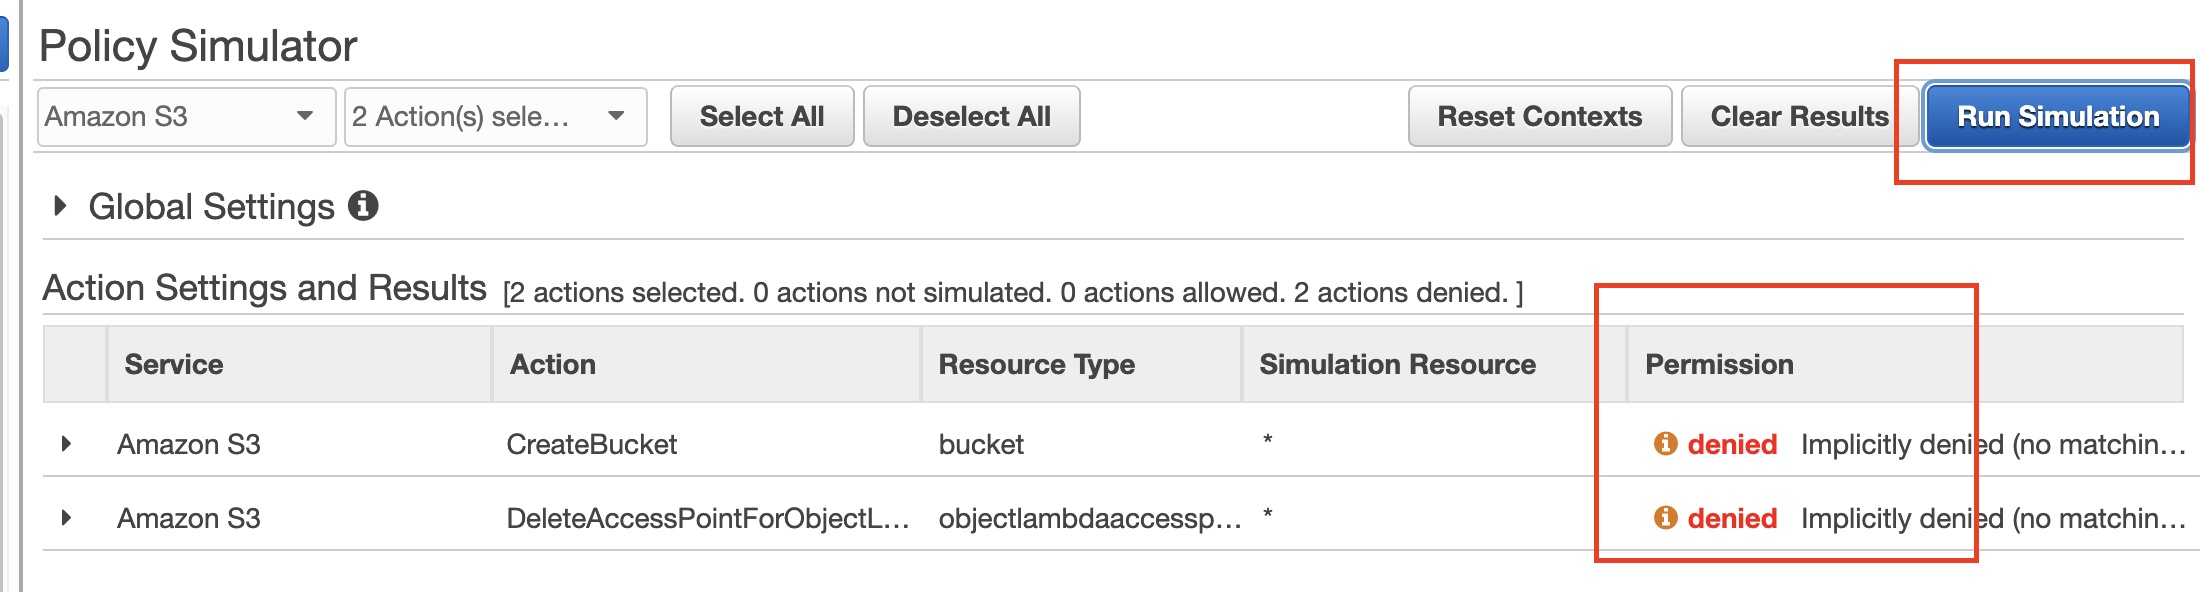 Policy Simulator
Amazon S3 2 Action(s) sele... Select All Deselect All Reset Contexts Clear Results Run Simulation
Global Settings
Action Settings and Results [2 actions selected. 0 actions not simulated. 0 actions allowed. 2 actions denied. ]
Service Action Resource Type Simulation Resource Permission
Amazon S3 CreateBucket bucket * denied Implicitly denied (no matchin...
Amazon S3 DeleteAccessPointForObjectL... objectlambdaaccessp... * denied Implicitly denied (no matchin...